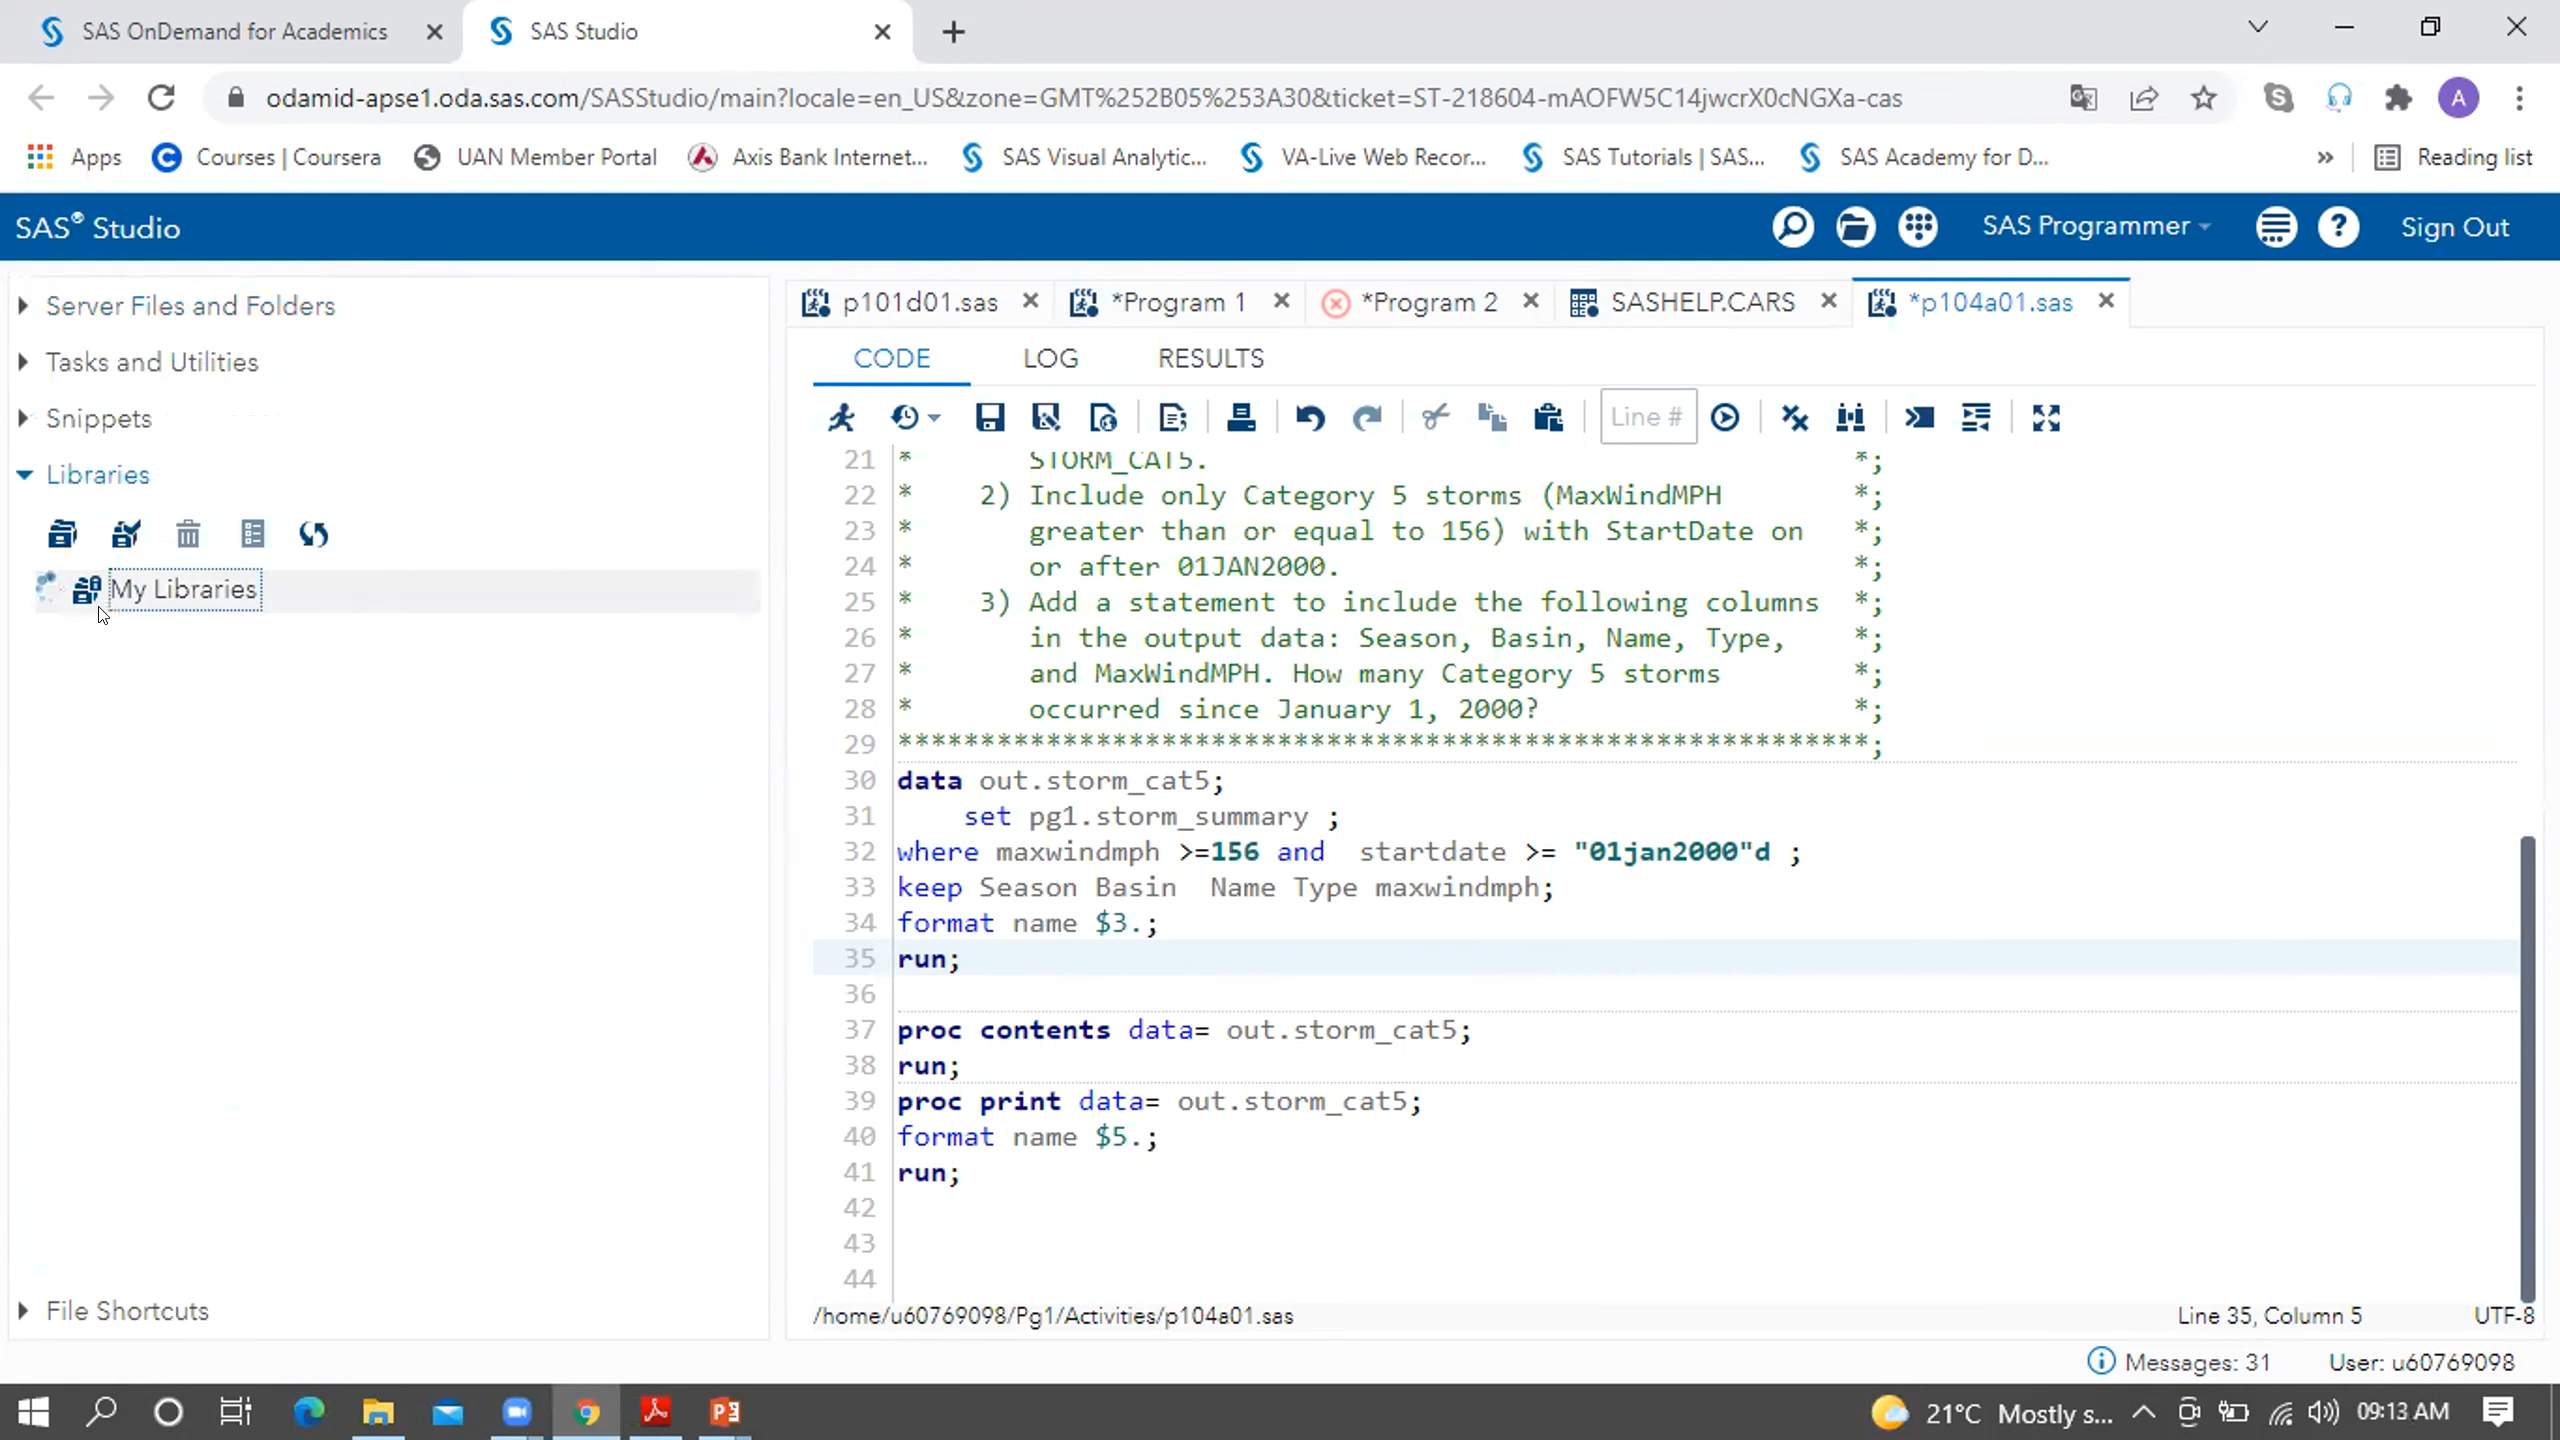 SAS OnDemand for Academics
SAS Studio
odamid-apse1.oda.sas.com/SASStudio/main?locale=en_US&zone=GMT%252B05%253A30&ticket=ST-218604-mAOFW5C14jwcrX0cNGXa-cas
A
Apps
Courses | Coursera
UAN Member Portal
Axis Bank Internet...
SAS Visual Analytic...
VA-Live Web Recor...
SAS Tutorials | SAS...
SAS Academy for D...
»
Reading list
SAS® Studio
SAS Programmer
Sign Out
Server Files and Folders
Tasks and Utilities
Snippets
Libraries
My Libraries
File Shortcuts
p101d01.sas
*Program 1
*Program 2
SASHELP.CARS
*p104a01.sas
CODE
LOG
RESULTS
Line #
21 * STORM_CAT5. *;
22 * 2) Include only Category 5 storms (MaxWindMPH *;
23 * greater than or equal to 156) with StartDate on *;
24 * or after 01JAN2000. *;
25 * 3) Add a statement to include the following columns *;
26 * in the output data: Season, Basin, Name, Type, *;
27 * and MaxWindMPH. How many Category 5 storms *;
28 * occurred since January 1, 2000? *;
29 ***********************************************************;
30 data out.storm_cat5;
31 set pg1.storm_summary ;
32 where maxwindmph >=156 and startdate >= "01jan2000"d ;
33 keep Season Basin Name Type maxwindmph;
34 format name $3.;
35 run;
36
37 proc contents data= out.storm_cat5;
38 run;
39 proc print data= out.storm_cat5;
40 format name $5.;
41 run;
42
43
44
/home/u60769098/Pg1/Activities/p104a01.sas
Line 35, Column 5
UTF-8
Messages: 31
User: u60769098
21°C Mostly s...
09:13 AM